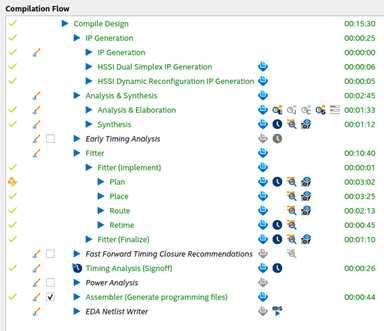 Compilation Flow
Compile Design 00:15:30
IP Generation 00:00:25
IP Generation
HSSI Dual Simplex IP Generation 00:00:06
HSSI Dynamic Reconfiguration IP Generation 00:00:05
Analysis & Synthesis 00:02:45
Analysis & Elaboration 00:01:33
Synthesis 00:01:12
Early Timing Analysis
Fitter 00:10:40
Fitter (Implement) 00:00:01
Plan 00:03:02
Place 00:03:25
Route 00:02:13
Retime 00:00:45
Fitter (Finalize) 00:01:10
Fast Forward Timing Closure Recommendations
Timing Analysis (Signoff) 00:00:26
Power Analysis
Assembler (Generate programming files) 00:00:44
EDA Netlist Writer